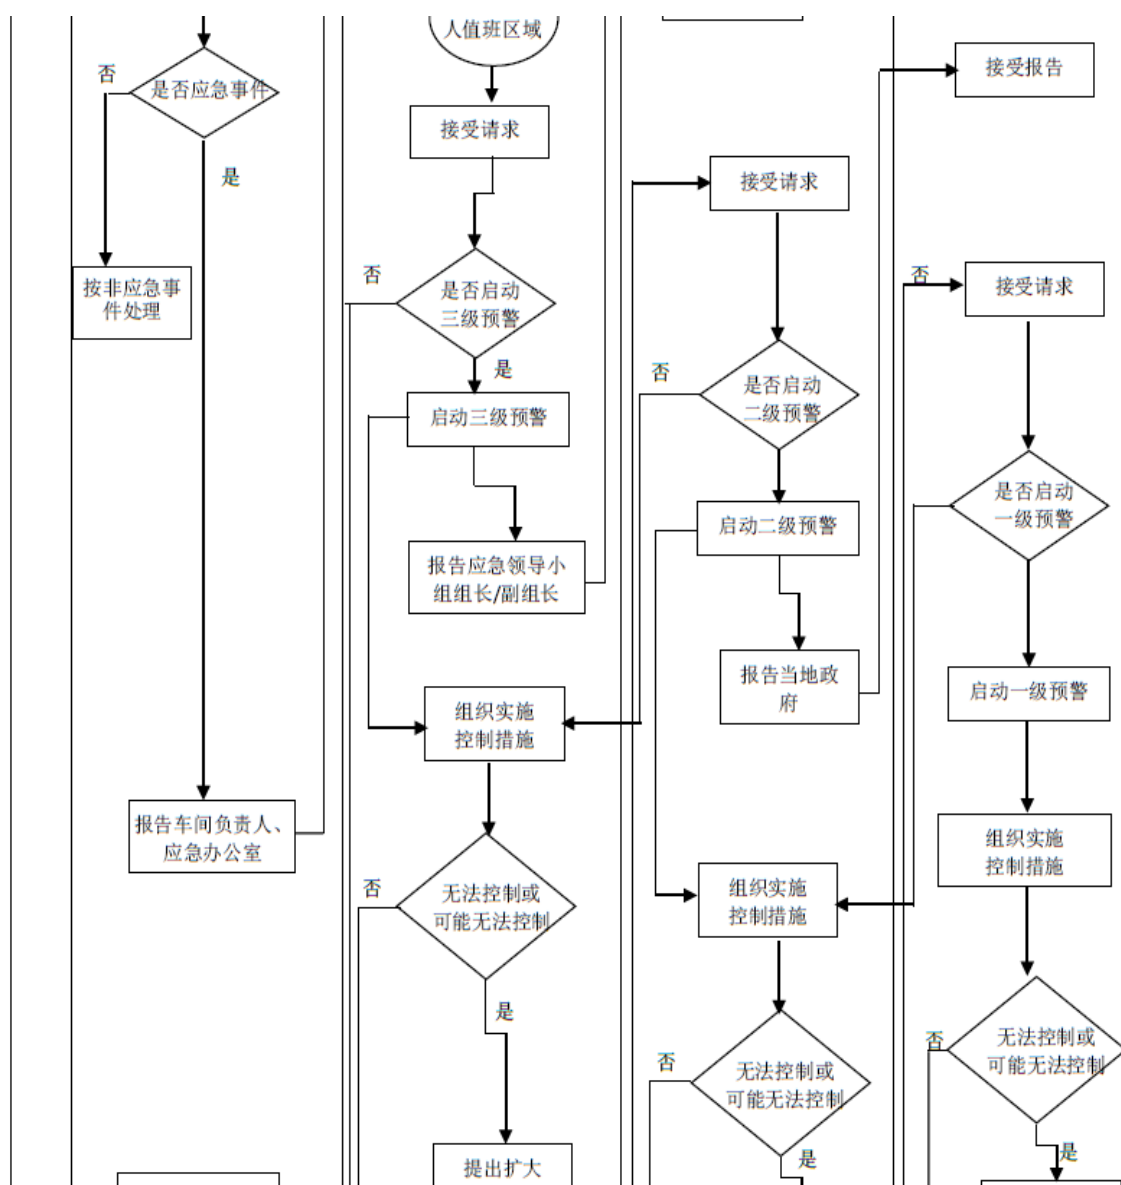 人值班区域
接受报告
否
是否应急事件
接受请求
是
接受请求
按非应急事
件处理
否
是否启动
三级预警
否
接受请求
是
启动三级预警
否
是否启动
二级预警
是否启动
一级预警
启动二级预警
报告应急领导小
组组长/副组长
报告当地政
府
启动一级预警
组织实施
控制措施
报告车间负责人、
应急办公室
组织实施
控制措施
否
无法控制或
可能无法控制
组织实施
控制措施
是
否
无法控制或
可能无法控制
否
无法控制或
可能无法控制
提出扩大
是
是